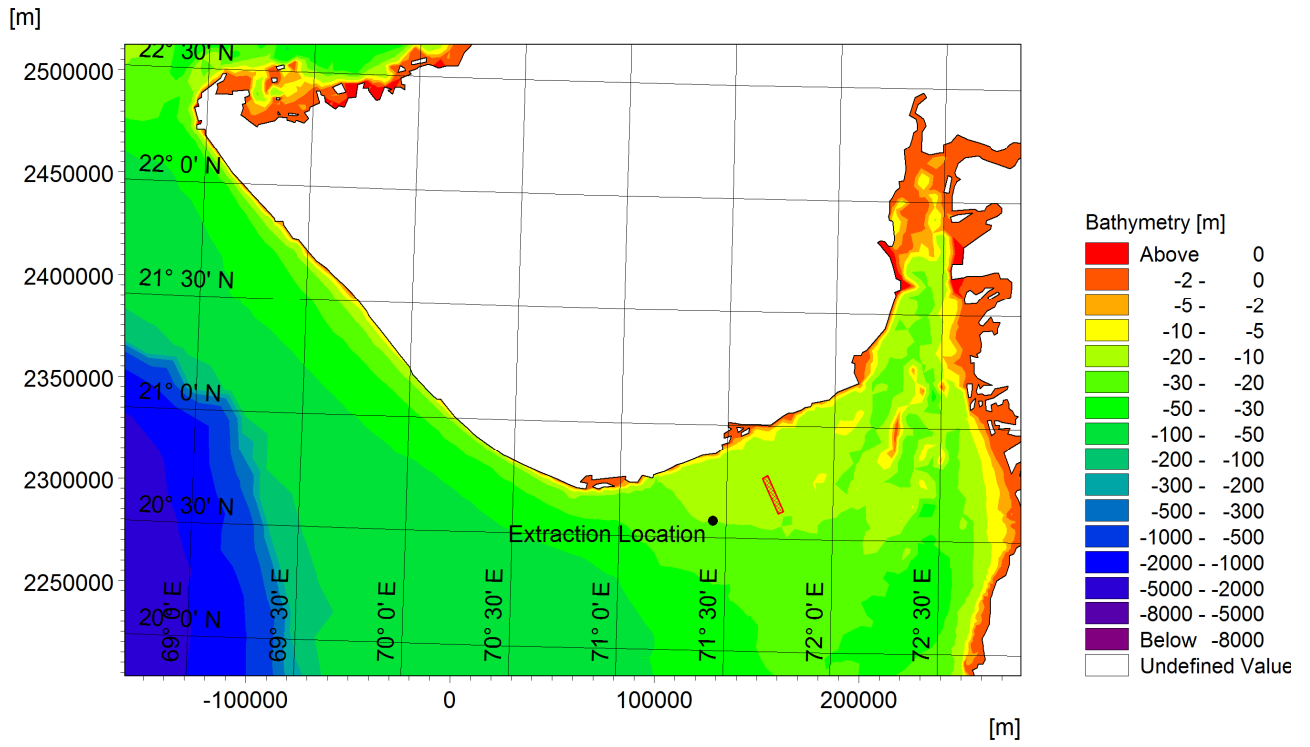 [m]
2500000
2450000
2400000
2350000
2300000
2250000
22° 30' N
22° 0' N
21° 30' N
21° 0' N
20° 30' N
20° 0' N
Extraction Location
69° 0' E
69° 30' E
70° 0' E
70° 30' E
71° 0' E
71° 30' E
72° 0' E
72° 30' E
-100000 0 100000 200000
[m]
Bathymetry [m]
Above 0
-2 - 0
-5 - -2
-10 - -5
-20 - -10
-30 - -20
-50 - -30
-100 - -50
-200 - -100
-300 - -200
-500 - -300
-1000 - -500
-2000 - -1000
-5000 - -2000
-8000 - -5000
Below -8000
Undefined Value